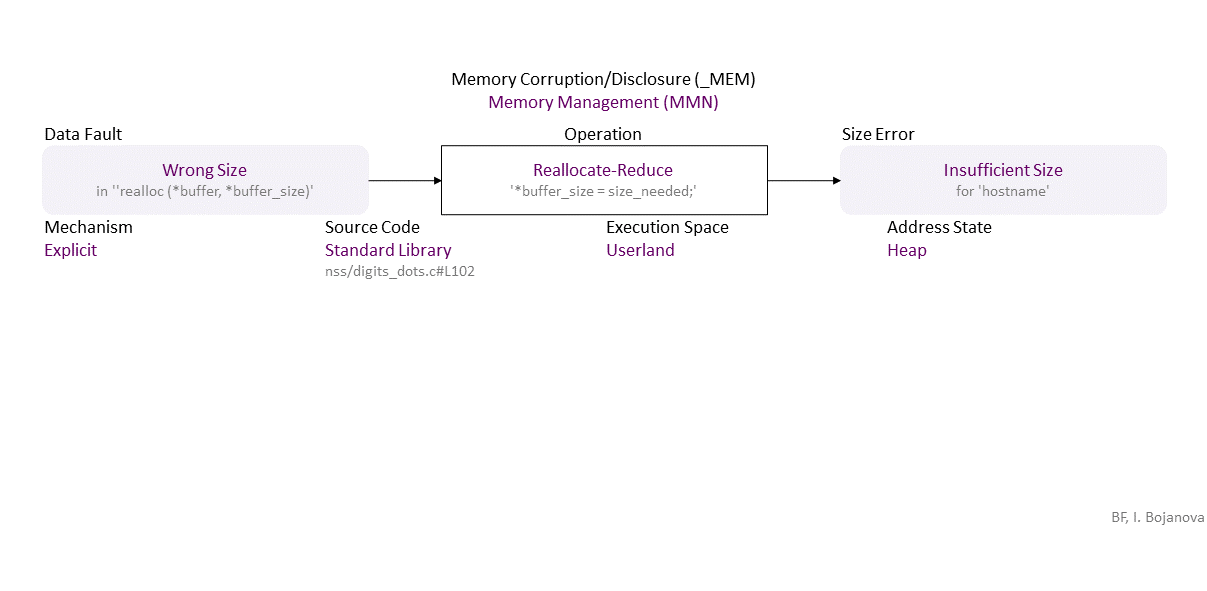 Memory Corruption/Disclosure (_MEM)
Memory Management (MMN)
Data Fault
Operation
Size Error
Wrong Size
in ''realloc (*buffer, *buffer_size)'
Reallocate-Reduce
'*buffer_size = size_needed;'
Insufficient Size
for 'hostname'
Mechanism
Explicit
Source Code
Standard Library
nss/digits_dots.c#L102
Execution Space
Userland
Address State
Heap
BF, I. Bojanova